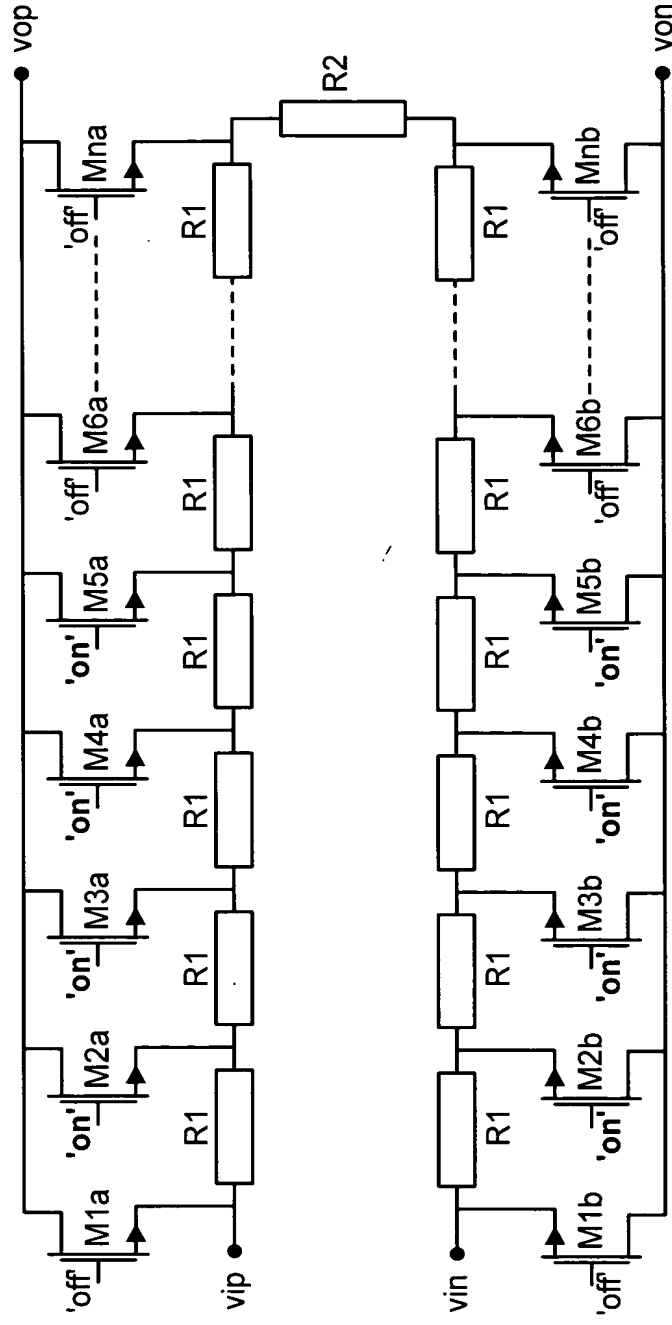 vop
'off' 'on' 'on' 'on' 'on' 'off' 'off'
M1a M2a M3a M4a M5a M6a Mna
R1 R1 R1 R1 R1 R1
vip
R2
vin
R1 R1 R1 R1 R1 R1
M1b M2b M3b M4b M5b M6b Mnb
'off' 'on' 'on' 'on' 'on' 'off' 'off'
von